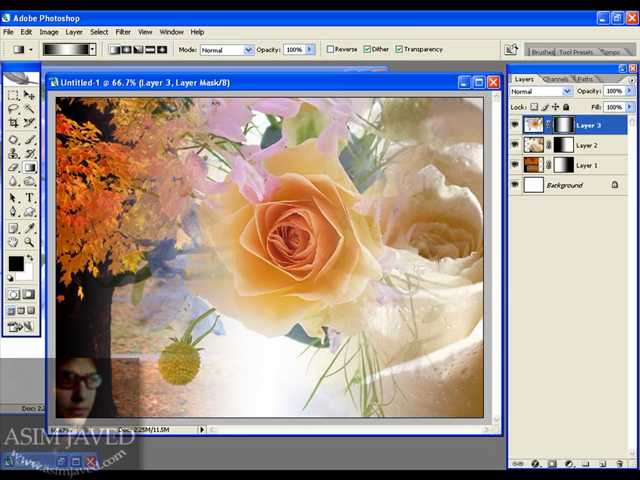 Adobe Photoshop
File Edit Image Layer Select Filter View Window Help
Mode: Normal Opacity: 100% Reverse Dither Transparency
Brushes Tool Presets Comps
Untitled-1 @ 66.7% (Layer 3, Layer Mask/8)
Layers Channels Paths
Normal Opacity: 100%
Lock: Fill: 100%
Layer 3
Layer 2
Layer 1
Background
Doc: 2.2
66.67% Doc: 2.25M/11.5M
ASIM JAVED
www.asimjaved.com